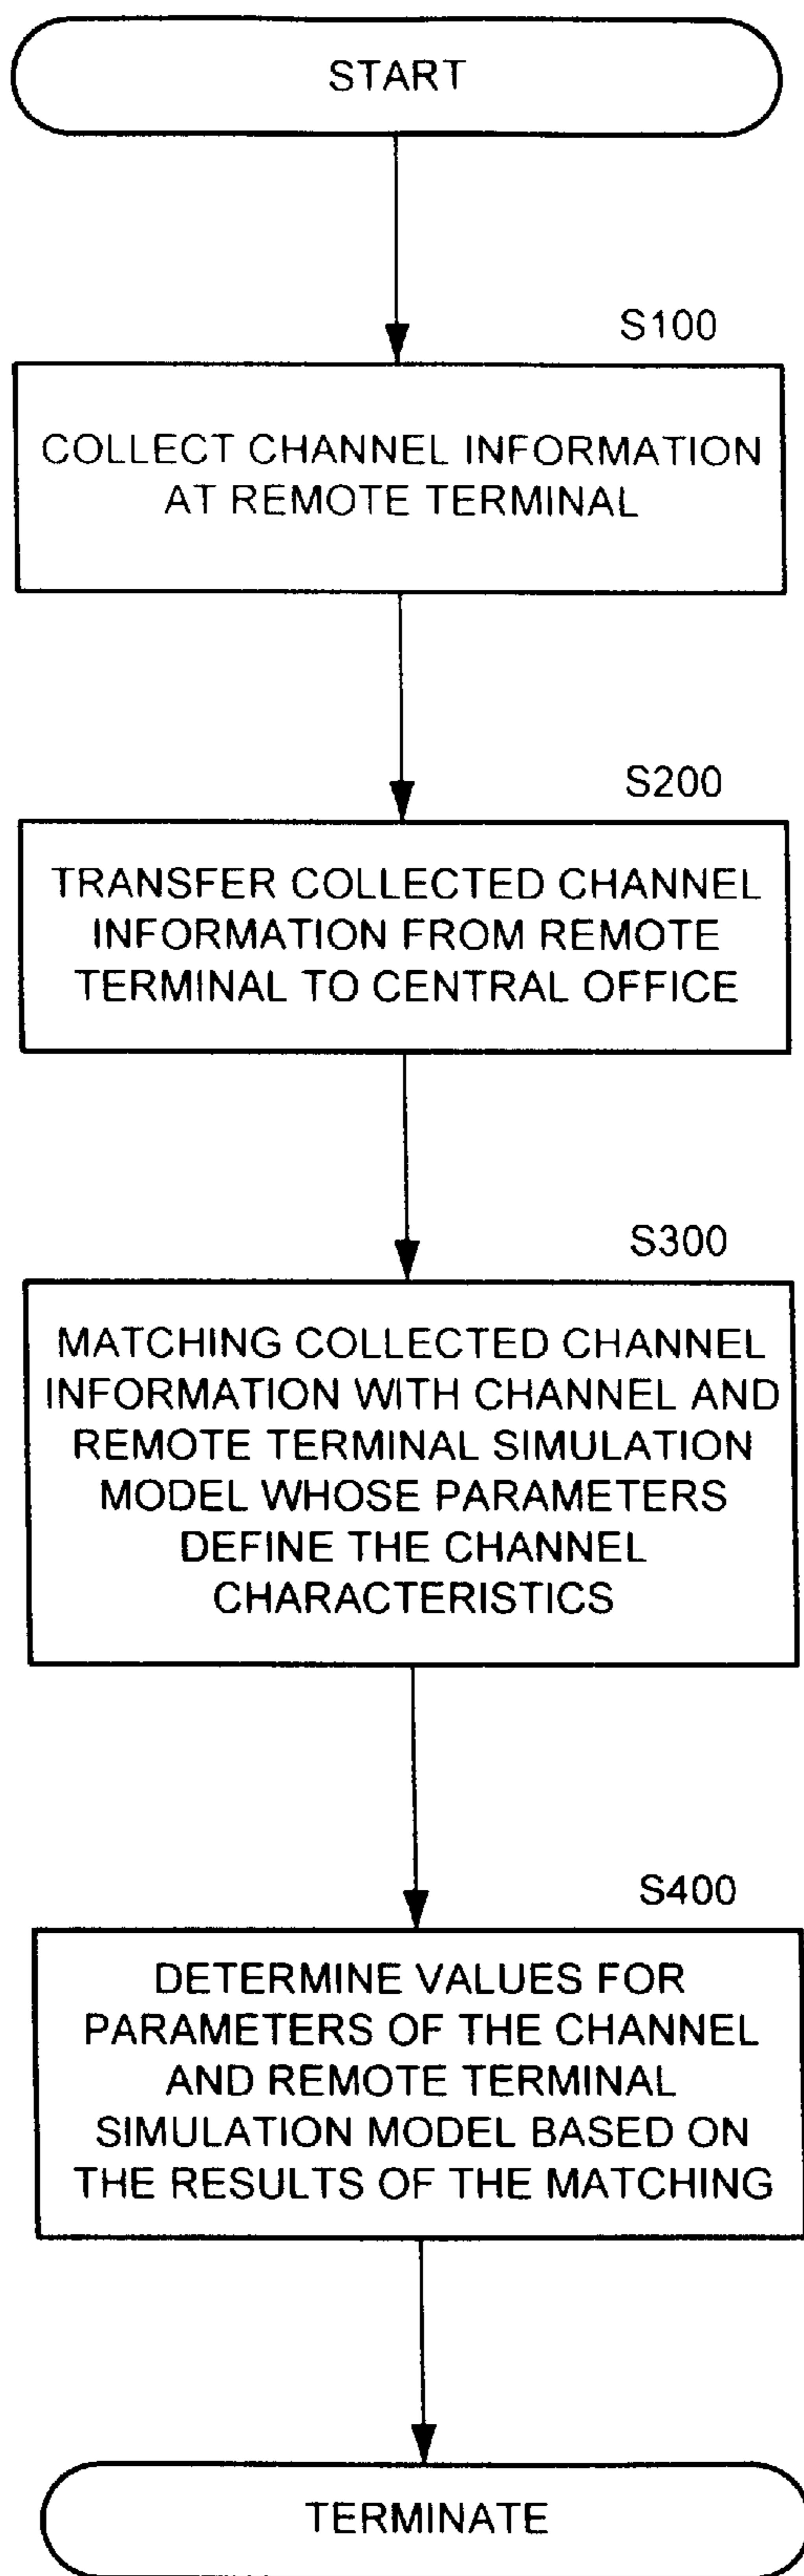 START
S100
COLLECT CHANNEL INFORMATION
AT REMOTE TERMINAL
S200
TRANSFER COLLECTED CHANNEL
INFORMATION FROM REMOTE
TERMINAL TO CENTRAL OFFICE
S300
MATCHING COLLECTED CHANNEL
INFORMATION WITH CHANNEL AND
REMOTE TERMINAL SIMULATION
MODEL WHOSE PARAMETERS
DEFINE THE CHANNEL
CHARACTERISTICS
S400
DETERMINE VALUES FOR
PARAMETERS OF THE CHANNEL
AND REMOTE TERMINAL
SIMULATION MODEL BASED ON
THE RESULTS OF THE MATCHING
TERMINATE